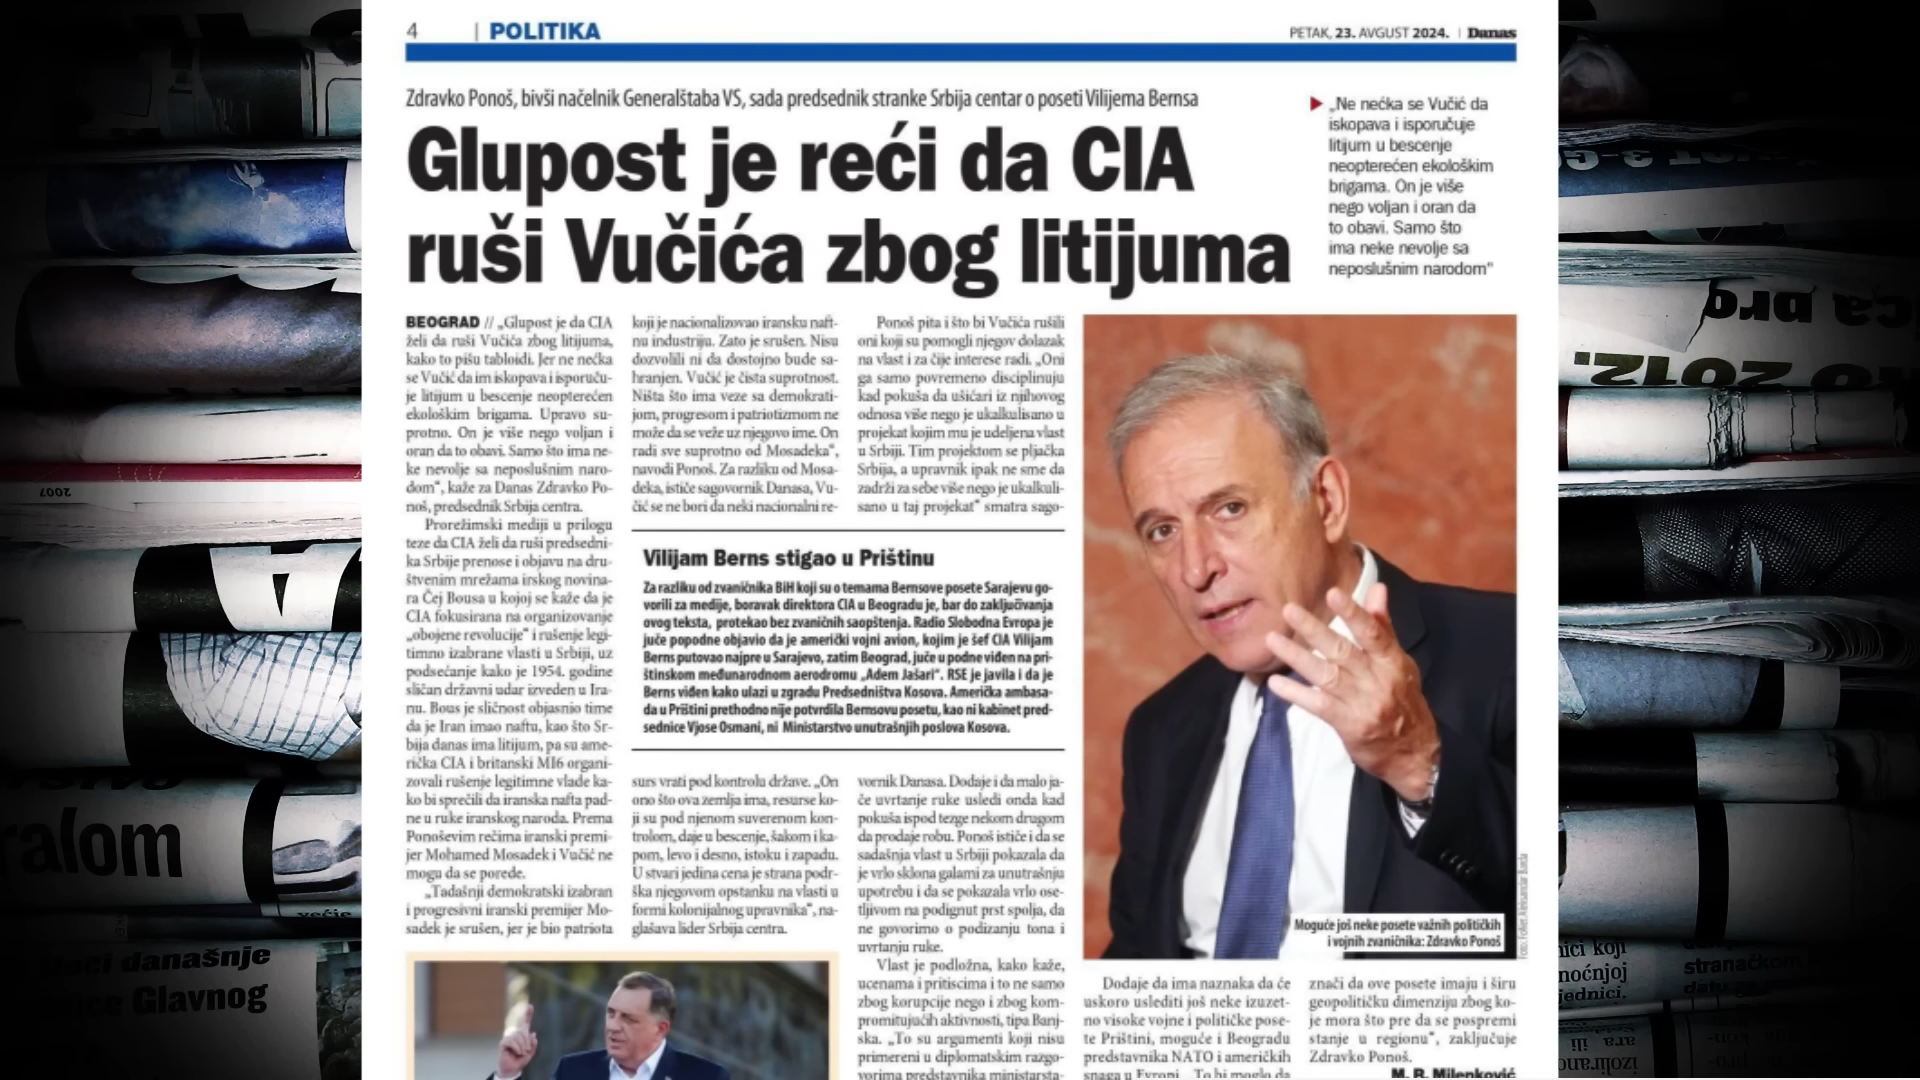 4 | POLITIKA
PETAK, 23. AVGUST 2024. | Danas
Zdravko Ponoš, bivši načelnik Generalštaba VS, sada predsednik stranke Srbija centar o poseti Vilijema Bernsa
Glupost je reći da CIA
ruši Vučića zbog litijuma
„Ne nećka se Vučić da
iskopava i isporučuje
litijum u bescenje
neopterećen ekološkim
brigama. On je više
nego voljan i oran da
to obavi. Samo što
ima neke nevolje sa
neposlušnim narodom“
BEOGRAD // „Glupost je da CIA
želi da ruši Vučića zbog litijuma,
kako to pišu tabloidi. Jer ne nećka
se Vučić da im iskopava i isporuču-
je litijum u bescenje neopterećen
ekološkim brigama. Upravo su-
protno. On je više nego voljan i
oran da to obavi. Samo što ima ne-
ke nevolje sa neposlušnim naro-
dom“, kaže za Danas Zdravko Po-
noš, predsednik Srbija centra.
Prorežimski mediji u prilogu
teze da CIA želi da ruši predsedni-
ka Srbije prenose i objavu na dru-
štvenim mrežama irskog novina-
ra Čej Bousa u kojoj se kaže da je
CIA fokusirana na organizovanje
„obojene revolucije“ i rušenje legi-
timno izabrane vlasti u Srbiji, uz
podsećanje kako je 1954. godine
sličan državni udar izveden u Ira-
nu. Bous je sličnost objasnio time
da je Iran imao naftu, kao što Sr-
bija danas ima litijum, pa su ame-
rička CIA i britanski MI6 organi-
zovali rušenje legitimne vlade ka-
ko bi sprečili da iranska nafta pad-
ne u ruke iranskog naroda. Prema
Ponoševim rečima iranski premi-
jer Mohamed Mosadek i Vučić ne
mogu da se porede.
„Tadašnji demokratski izabran
i progresivni iranski premijer Mo-
sadek je srušen, jer je bio patriota
koji je nacionalizovao iransku naft-
nu industriju. Zato je srušen. Nisu
dozvolili ni da dostojno bude sa-
hranjen. Vučić je čista suprotnost.
Ništa što ima veze sa demokrati-
jom, progresom i patriotizmom ne
može da se veže uz njegovo ime. On
radi sve suprotno od Mosadeka“,
navodi Ponoš. Za razliku od Mosa-
deka, ističe sagovornik Danasa, Vu-
čić se ne bori da neki nacionalni re-
Ponoš pita i što bi Vučića rušili
oni koji su pomogli njegov dolazak
na vlast i za čije interese radi. „Oni
ga samo povremeno disciplinuju
kad pokuša da ušićari iz njihovog
odnosa više nego je ukalkulisano u
projekat kojim mu je udeljena vlast
u Srbiji. Tim projektom se pljačka
Srbija, a upravnik ipak ne sme da
zadrži za sebe više nego je ukalkuli-
sano u taj projekat“ smatra sago-
Vilijam Berns stigao u Prištinu
Za razliku od zvaničnika BiH koji su o temama Bernsove posete Sarajevu go-
vorili za medije, boravak direktora CIA u Beogradu je, bar do zaključivanja
ovog teksta, protekao bez zvaničnih saopštenja. Radio Slobodna Evropa je
juče popodne objavio da je američki vojni avion, kojim je šef CIA Vilijam
Berns putovao najpre u Sarajevo, zatim Beograd, juče u podne viđen na pri-
štinskom međunarodnom aerodromu „Adem Jašari“. RSE je javila i da je
Berns viđen kako ulazi u zgradu Predsedništva Kosova. Američka ambasa-
da u Prištini prethodno nije potvrdila Bernsovu posetu, kao ni kabinet pred-
sednice Vjose Osmani, ni Ministarstvo unutrašnjih poslova Kosova.
surs vrati pod kontrolu države. „On
ono što ova zemlja ima, resurse ko-
ji su pod njenom suverenom kon-
trolom, daje u bescenje, šakom i ka-
pom, levo i desno, istoku i zapadu.
U stvari jedina cena je strana podr-
ška njegovom opstanku na vlasti u
formi kolonijalnog upravnika“, na-
glašava lider Srbija centra.
vornik Danasa. Dodaje i da malo ja-
če uvrtanje ruke usledi onda kad
pokuša ispod tezge nekom drugom
da prodaje robu. Ponoš ističe i da se
sadašnja vlast u Srbiji pokazala da
je vrlo sklona galami za unutrašnju
upotrebu i da se pokazala vrlo ose-
tljivom na podignut prst spolja, da
ne govorimo o podizanju tona i
uvrtanju ruke.
Vlast je podložna, kako kaže,
ucenama i pritiscima i to ne samo
zbog korupcije nego i zbog kom-
promitujućih aktivnosti, tipa Banj-
ska. „To su argumenti koji nisu
primereni u diplomatskim razgo-
vorima predstavnika ministarsta-
Moguće još neke posete važnih političkih
i vojnih zvaničnika: Zdravko Ponoš
Dodaje da ima naznaka da će
uskoro uslediti još neke izuzet-
no visoke vojne i političke pose-
te Prištini, moguće i Beogradu
predstavnika NATO i američkih
snaga u Evropi. „To bi moglo da
znači da ove posete imaju i širu
geopolitičku dimenziju zbog ko-
je mora što pre da se pospremi
stanje u regionu“, zaključuje
Zdravko Ponoš.
M. R. Milenković
2007
ralom
današnje
Glavnog
2012.
koji
noćnjoj
jednici.